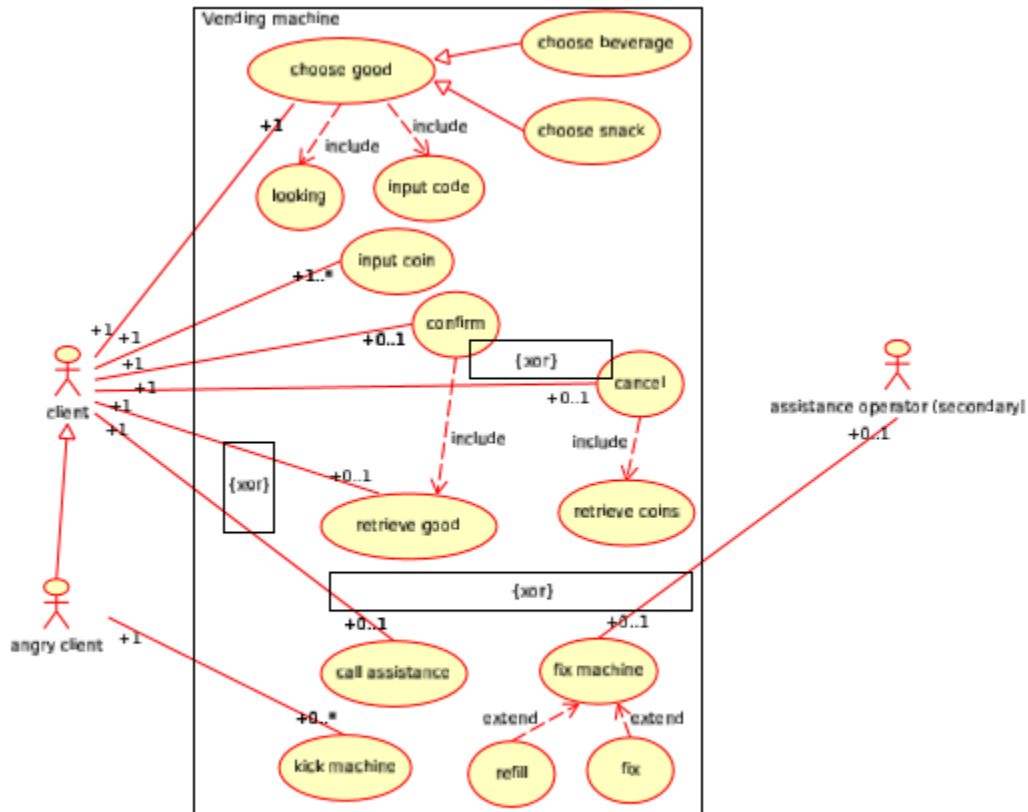 Vending machine
choose beverage
choose good
+1
include
include
choose snack
looking
input code
input coin
+1..*
confirm
+1
+1
+0..1
{xor}
+1
cancel
+1
+0..1
client
+1
assistance operator (secondary)
+1
+0..1
include
include
{xor}
+0..1
retrieve good
retrieve coins
{xor}
+0..1
+0..1
angry client
+1
call assistance
fix machine
+0..*
extend
extend
kick machine
refill
fix